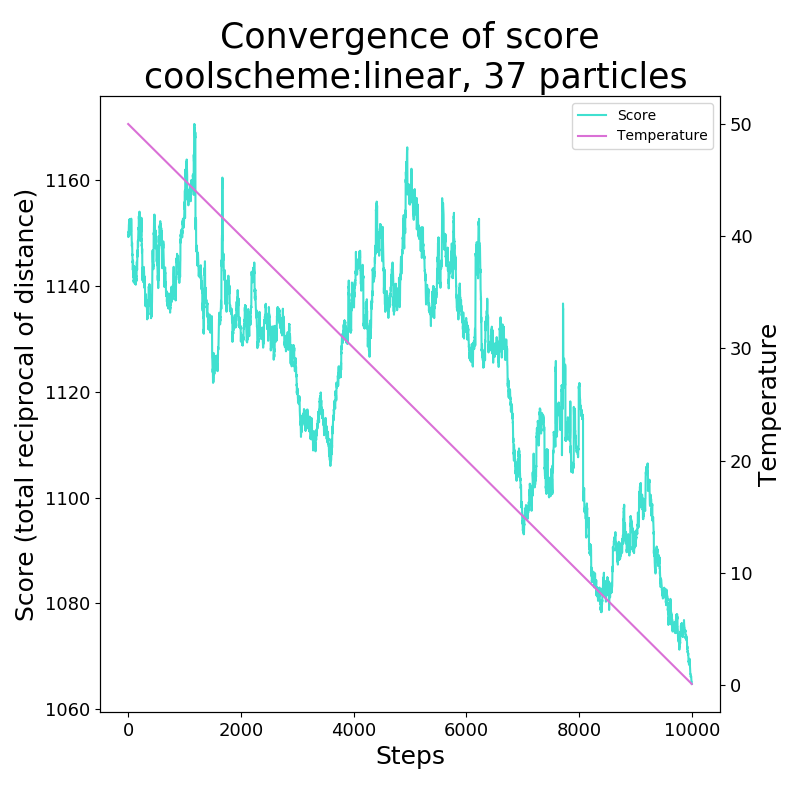 Convergence of score
coolscheme:linear, 37 particles
Score
Temperature
Score (total reciprocal of distance)
1160
1140
1120
1100
1080
1060
50
40
30
20
10
0
Temperature
0
2000
4000
6000
8000
10000
Steps